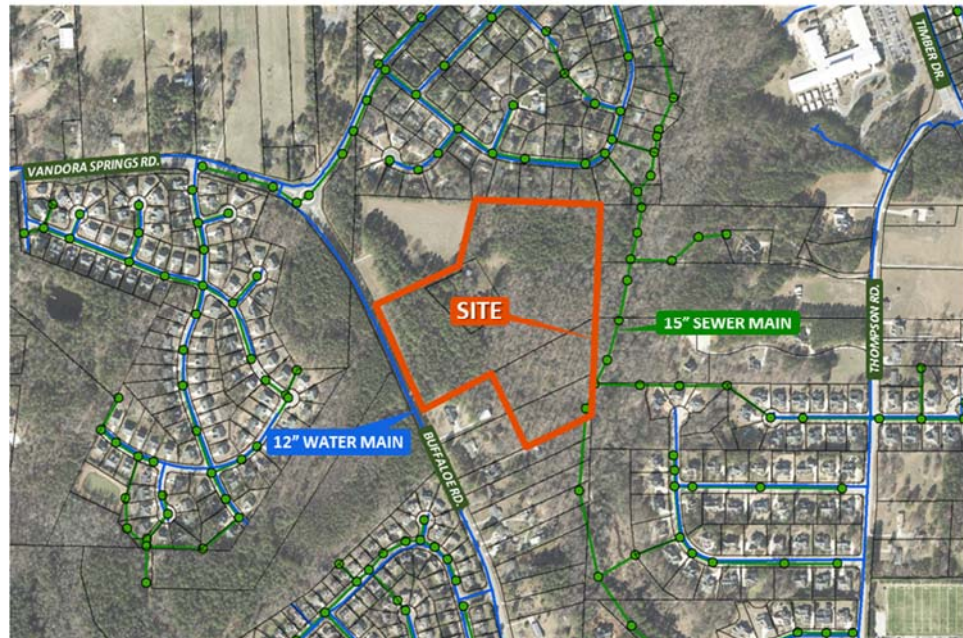 TIMBER DR.
VANDORA SPRINGS RD.
SITE
15" SEWER MAIN
THOMPSON RD.
12" WATER MAIN
BUFFALOE RD.